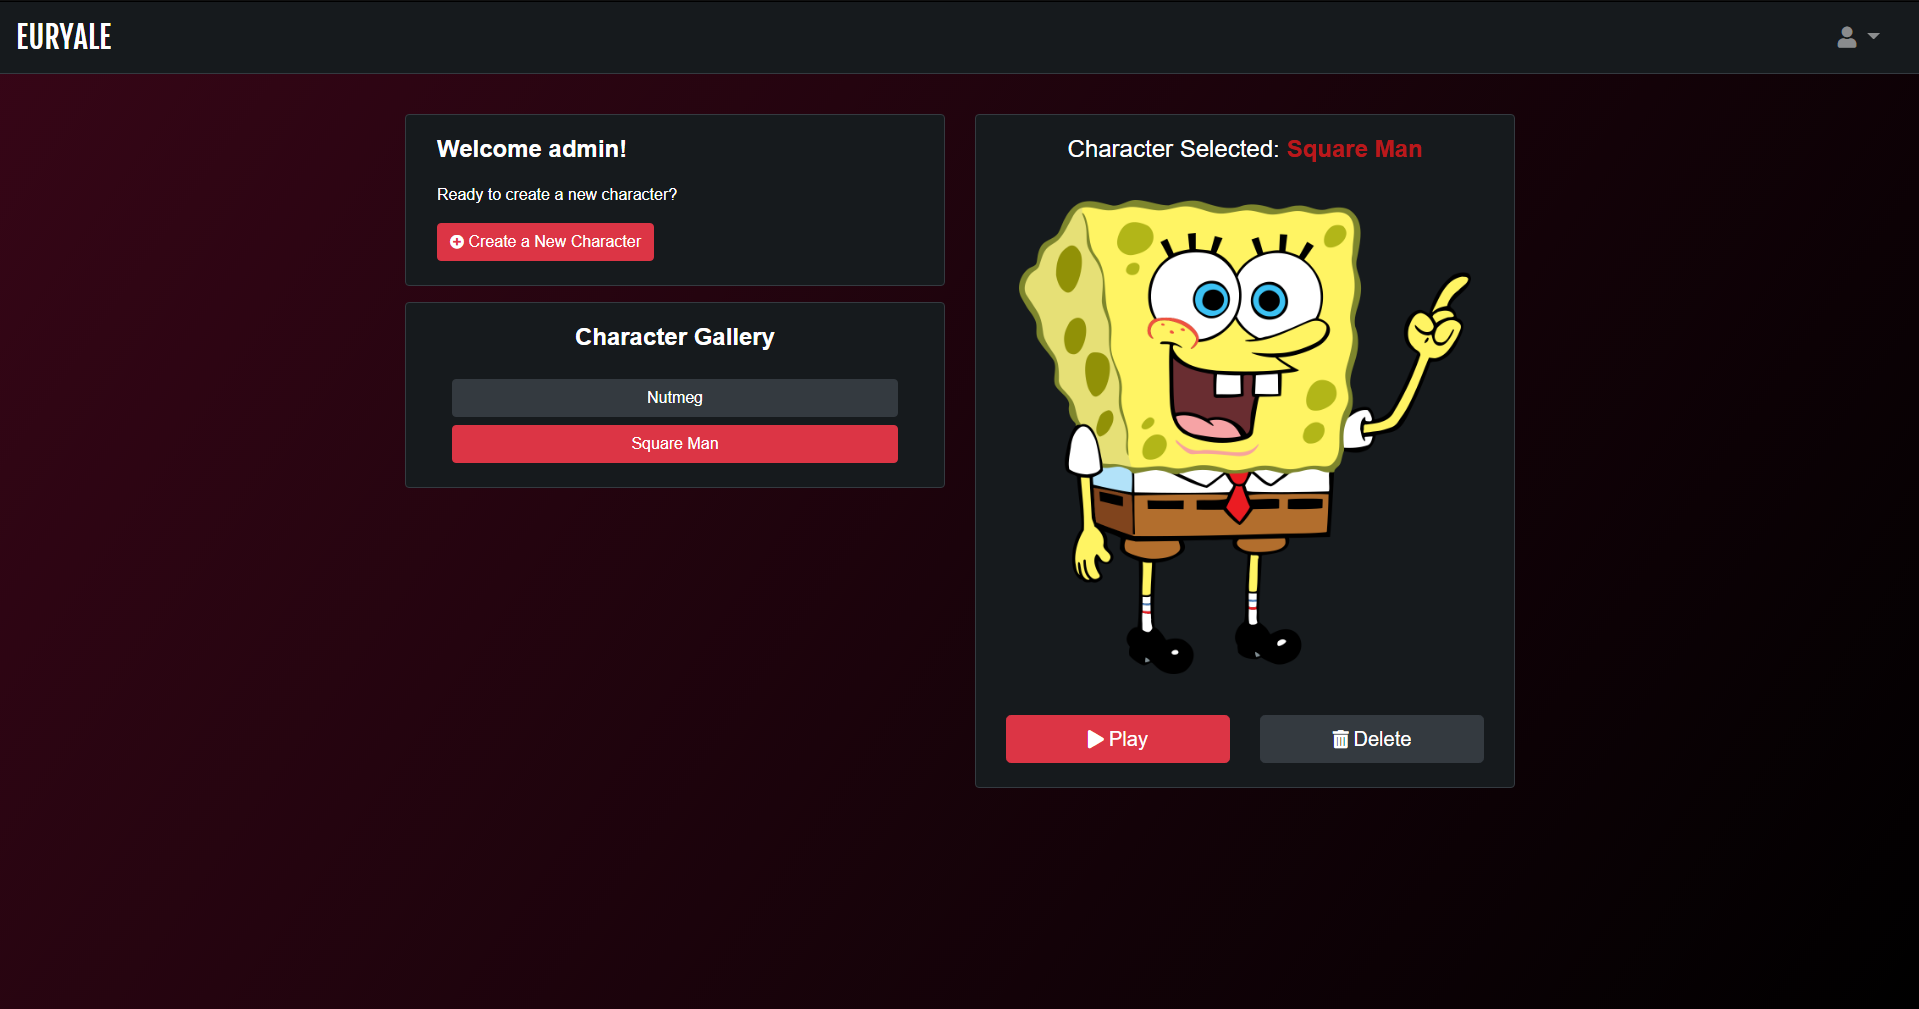 EURYALE
Welcome admin!
Ready to create a new character?
Create a New Character
Character Gallery
Nutmeg
Square Man
Character Selected: Square Man
Play
Delete